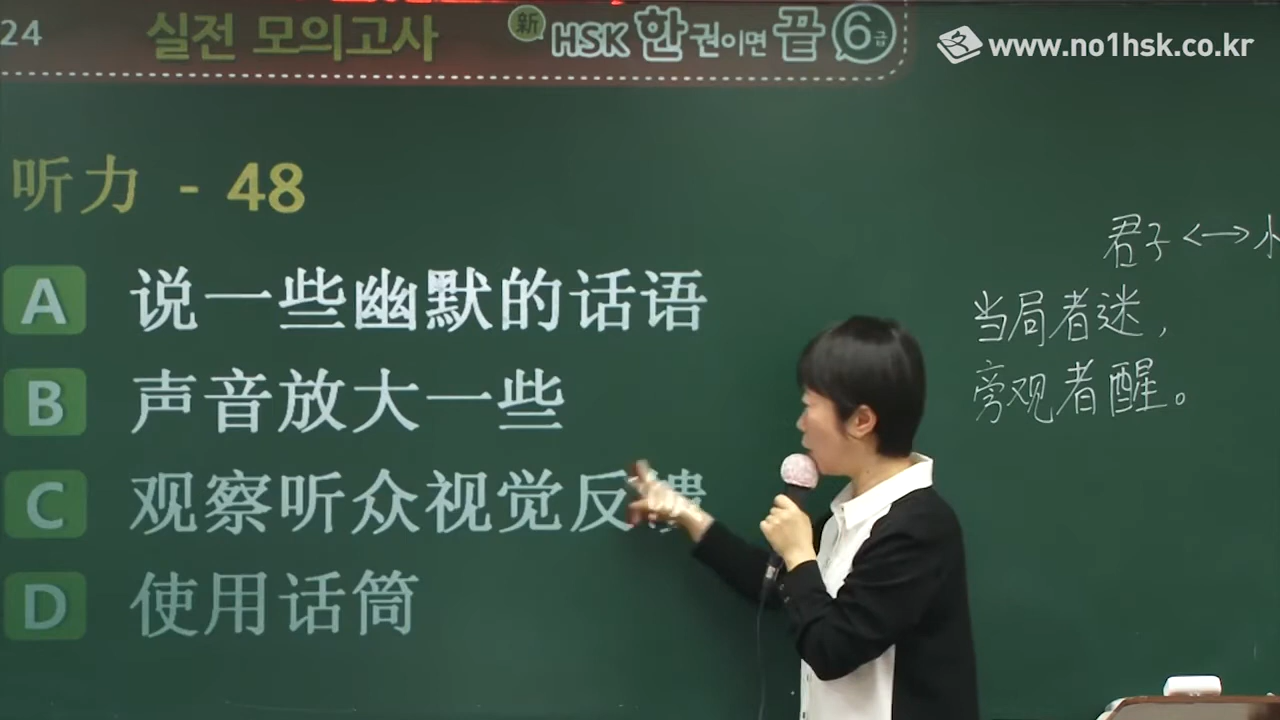 24
실전 모의고사
新 HSK 한권이면 끝 6급
www.no1hsk.co.kr
听力 - 48
A 说一些幽默的话语
B 声音放大一些
C 观察听众视觉反馈
D 使用话筒
君子 <一> 小
当局者迷，
旁观者醒。